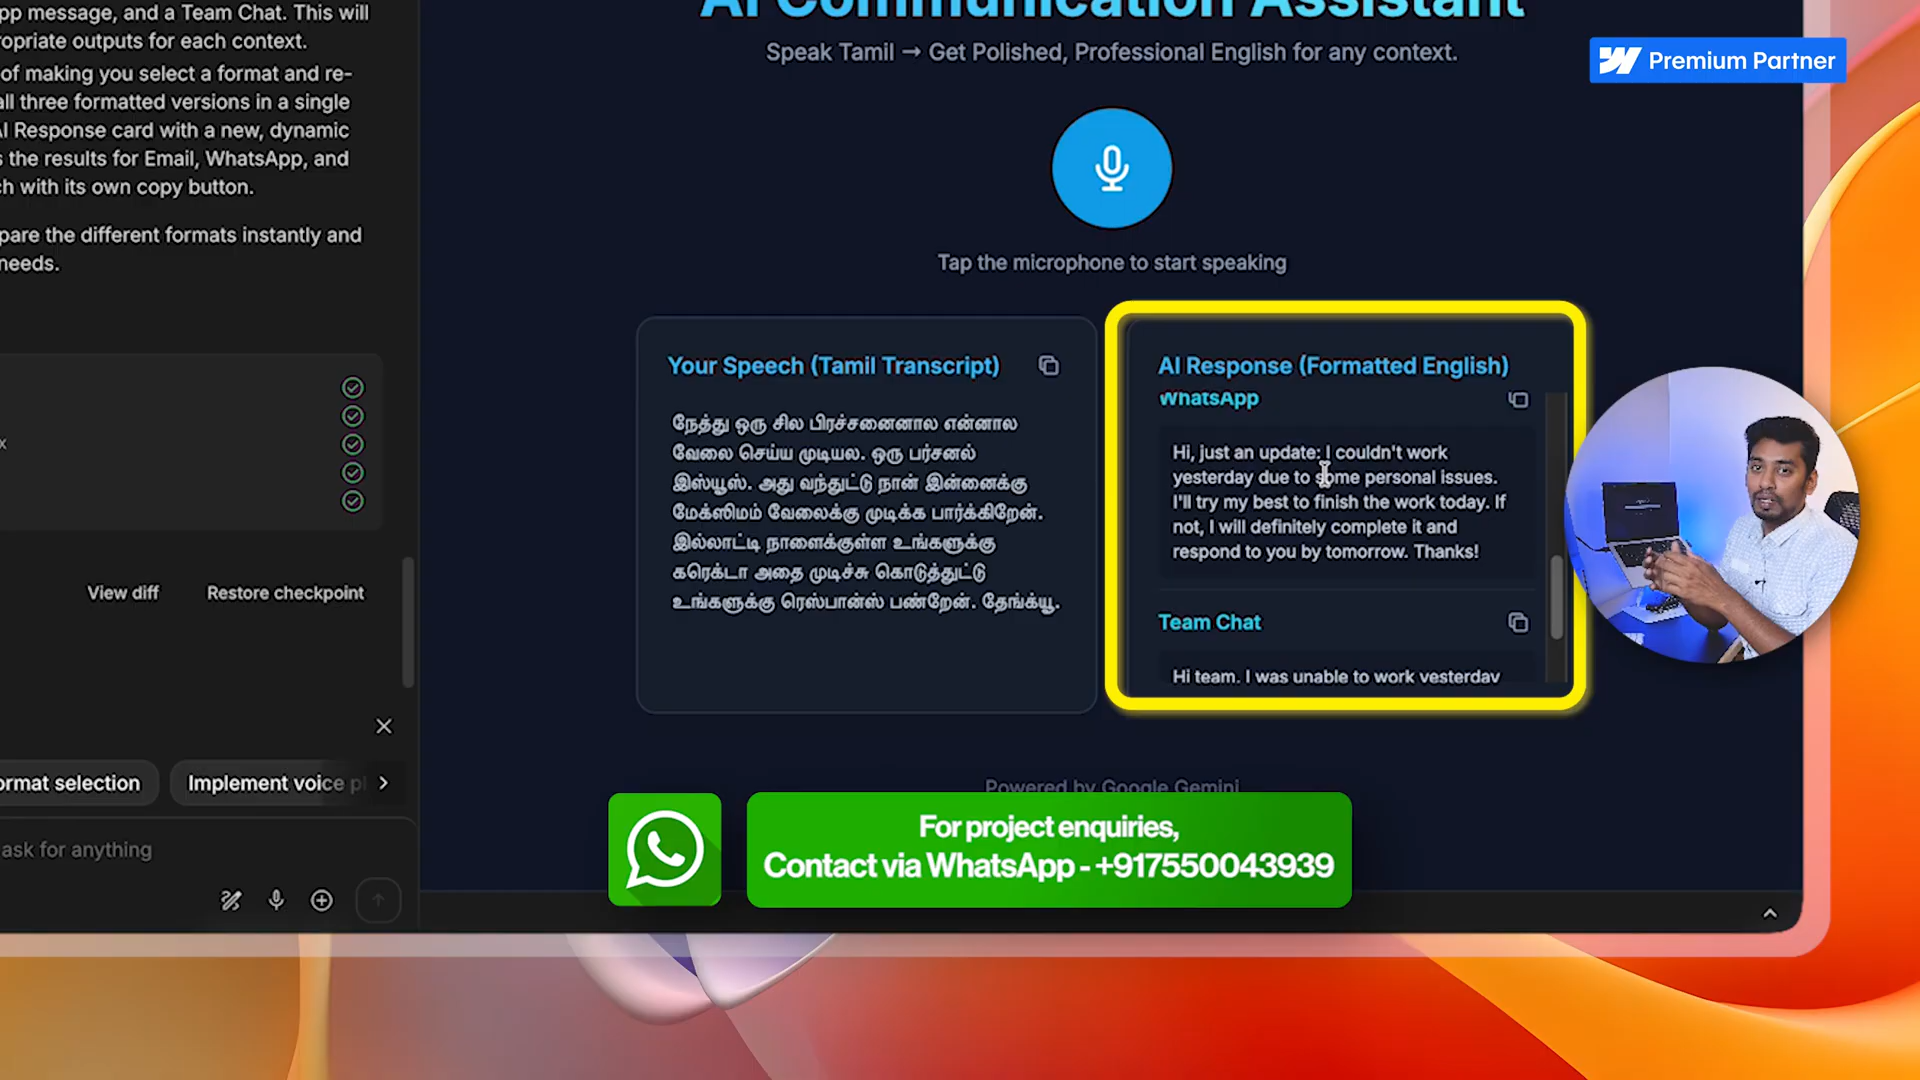 pp message, and a Team Chat. This will
opriate outputs for each context.
of making you select a format and re-
all three formatted versions in a single
AI Response card with a new, dynamic
s the results for Email, WhatsApp, and
ch with its own copy button.
pare the different formats instantly and
needs.
x
View diff
Restore checkpoint
ormat selection
Implement voice p
ask for anything
AI Communication Assistant
Speak Tamil → Get Polished, Professional English for any context.
Premium Partner
Tap the microphone to start speaking
Your Speech (Tamil Transcript)
நேத்து ஒரு சில பிரச்சனைனால என்னால
வேலை செய்ய முடியல. ஒரு பர்சனல்
இஸ்யூஸ். அது வந்துட்டு நான் இன்னைக்கு
மேக்ஸிமம் வேலைக்கு முடிக்க பார்க்கிறேன்.
இல்லாட்டி நாளைக்குள்ள உங்களுக்கு
கரெக்டா அதை முடிச்சு கொடுத்துட்டு
உங்களுக்கு ரெஸ்பான்ஸ் பண்றேன். தேங்க்யூ.
AI Response (Formatted English)
WhatsApp
Hi, just an update: I couldn't work
yesterday due to some personal issues.
I'll try my best to finish the work today. If
not, I will definitely complete it and
respond to you by tomorrow. Thanks!
Team Chat
Hi team. I was unable to work yesterday
Powered by Google Gemini
For project enquiries,
Contact via WhatsApp - +917550043939